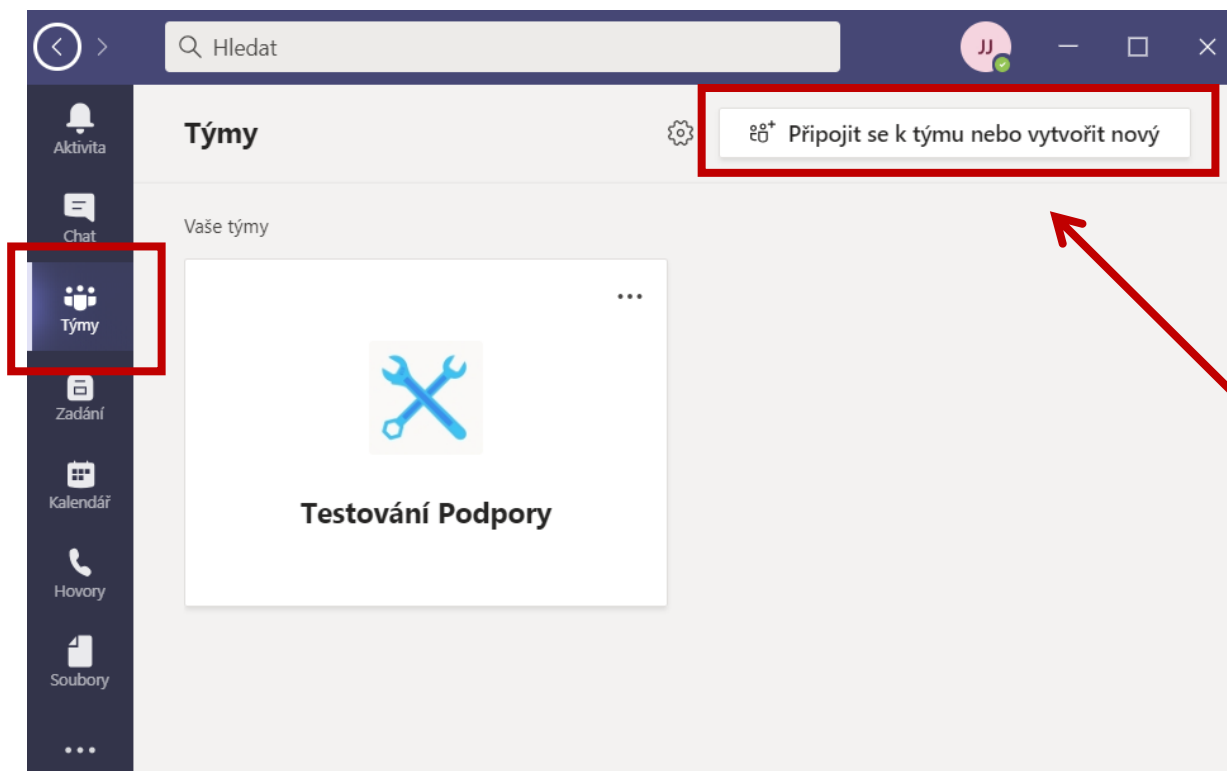 Hledat
JJ
Aktivita
Chat
Týmy
Zadání
Kalendář
Hovory
Soubory
Týmy
Připojit se k týmu nebo vytvořit nový
Vaše týmy
Testování Podpory